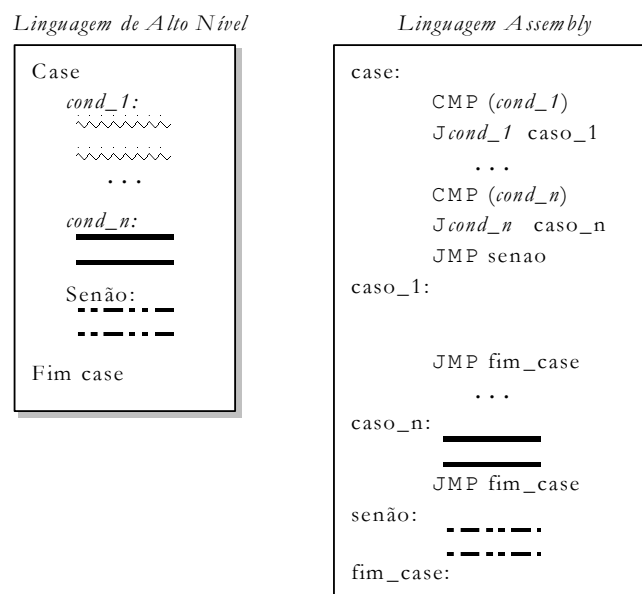 Linguagem de Alto Nível
Case
cond_1:
...
cond_n:
Senão:
Fim case
Linguagem Assembly
case:
CMP (cond_1)
Jcond_1 caso_1
...
CMP (cond_n)
Jcond_n caso_n
JMP senao
caso_1:
JMP fim_case
...
caso_n:
JMP fim_case
senão:
fim_case: